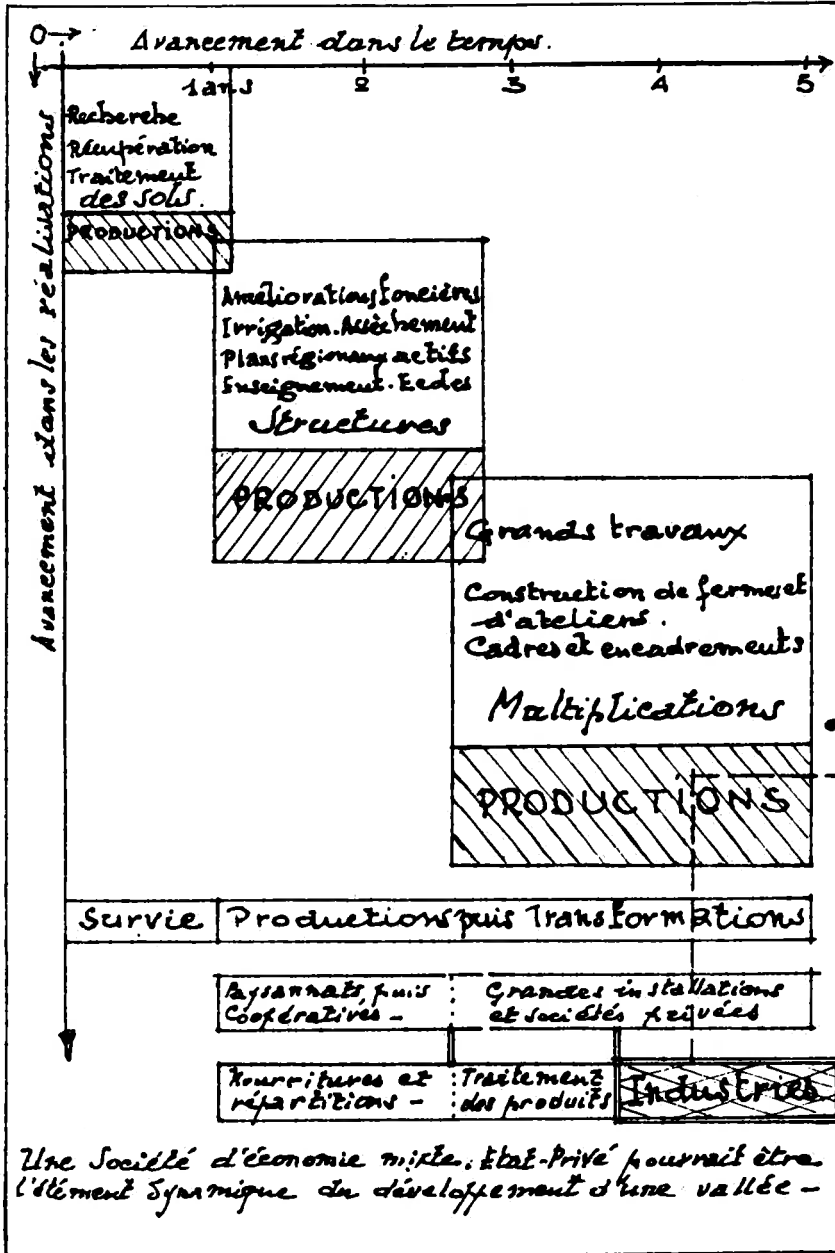 0
Avancement dans le temps.
1ans 2 3 4 5
Avancement dans les réalisations
Recherche
Récupération
Traitement
des sols.
PRODUCTIONS
Améliorations foncières
Irrigation. Assèchement
Plans régionaux actifs
Enseignement.
Structures
PRODUCTIONS
Grands travaux
Construction de fermes et
d'ateliers.
Cadres et encadrements
Multiplications
PRODUCTIONS
Survie Productions puis Transformations
Paysannats, puis
Coopératives -
Grandes installations
et sociétés privées
Nourritures et
répartitions -
Traitement
des produits
Industries
Une Société d'économie mixte: Etat-Privé pourrait être
l'élément Dynamique du développement d'une vallée -